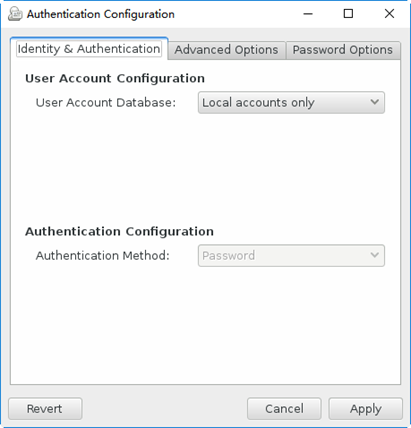 Authentication Configuration
Identity & Authentication Advanced Options Password Options
User Account Configuration
User Account Database: Local accounts only
Authentication Configuration
Authentication Method: Password
Revert Cancel Apply